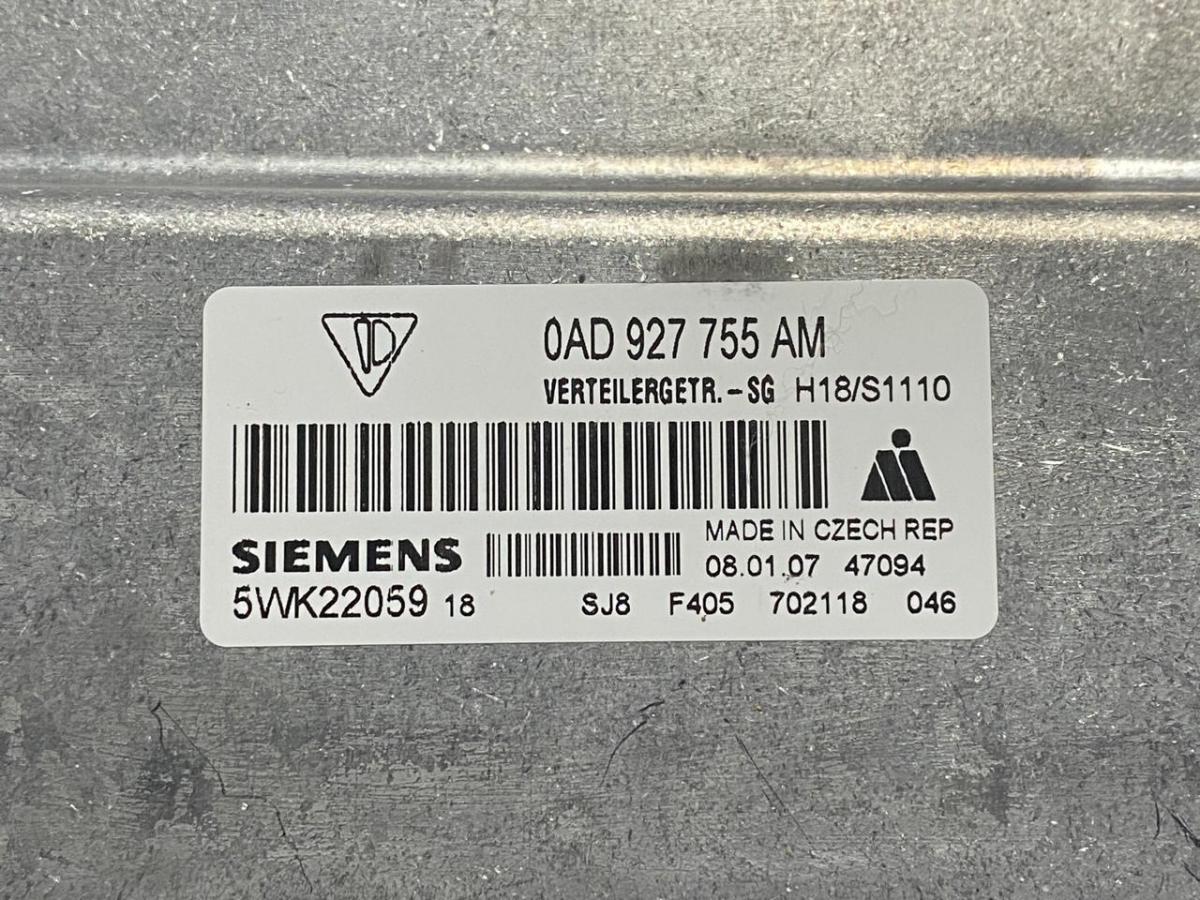 0AD 927 755 AM
VERTEILERGETR.-SG H18/S1110
MADE IN CZECH REP
SIEMENS
08.01.07 47094
5WK22059 18 SJ8 F405 702118 046